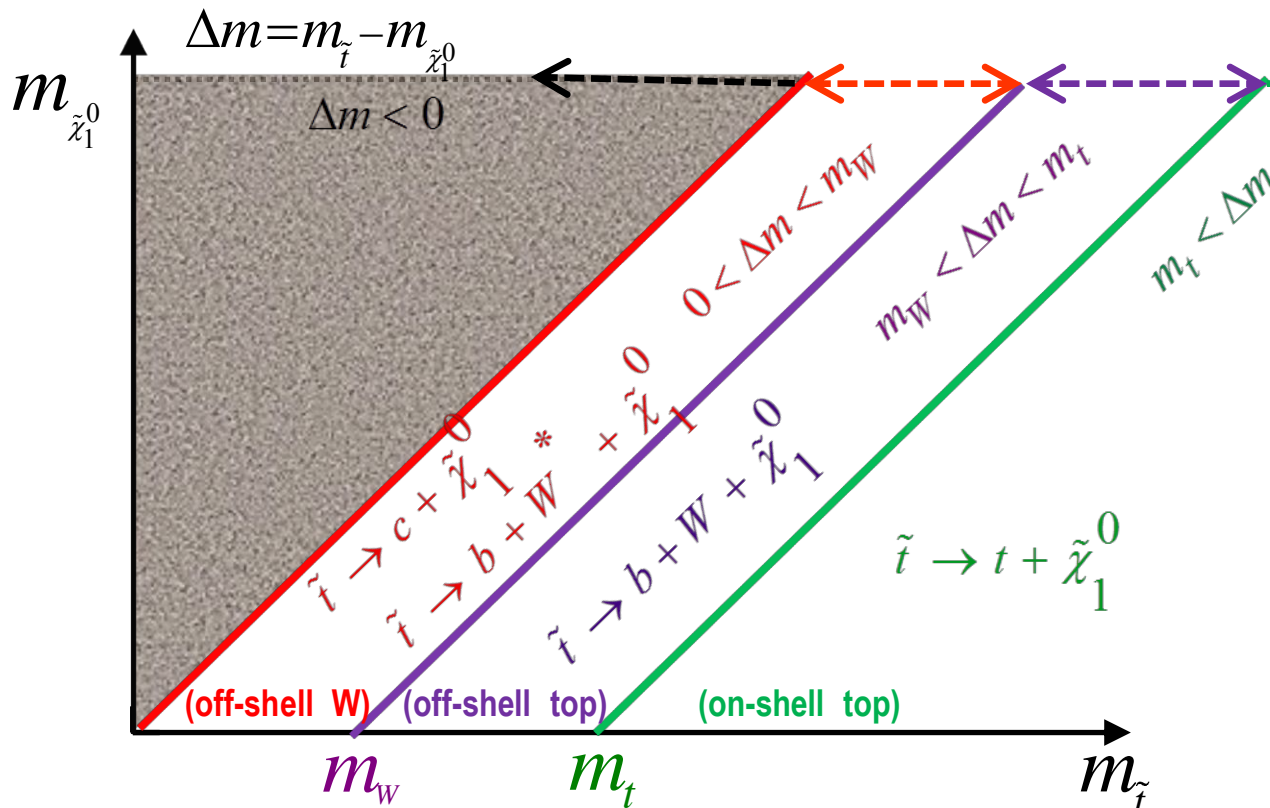 Δm=m_t̃−m_χ̃₁⁰
m_χ̃₁⁰
Δm < 0
0 < Δm < m_W
m_W < Δm < m_t
m_t < Δm
t̃ → c + χ̃₁⁰
t̃ → b + W* + χ̃₁⁰
t̃ → b + W + χ̃₁⁰
t̃ → t + χ̃₁⁰
(off-shell W)
(off-shell top)
(on-shell top)
m_W
m_t
m_t̃